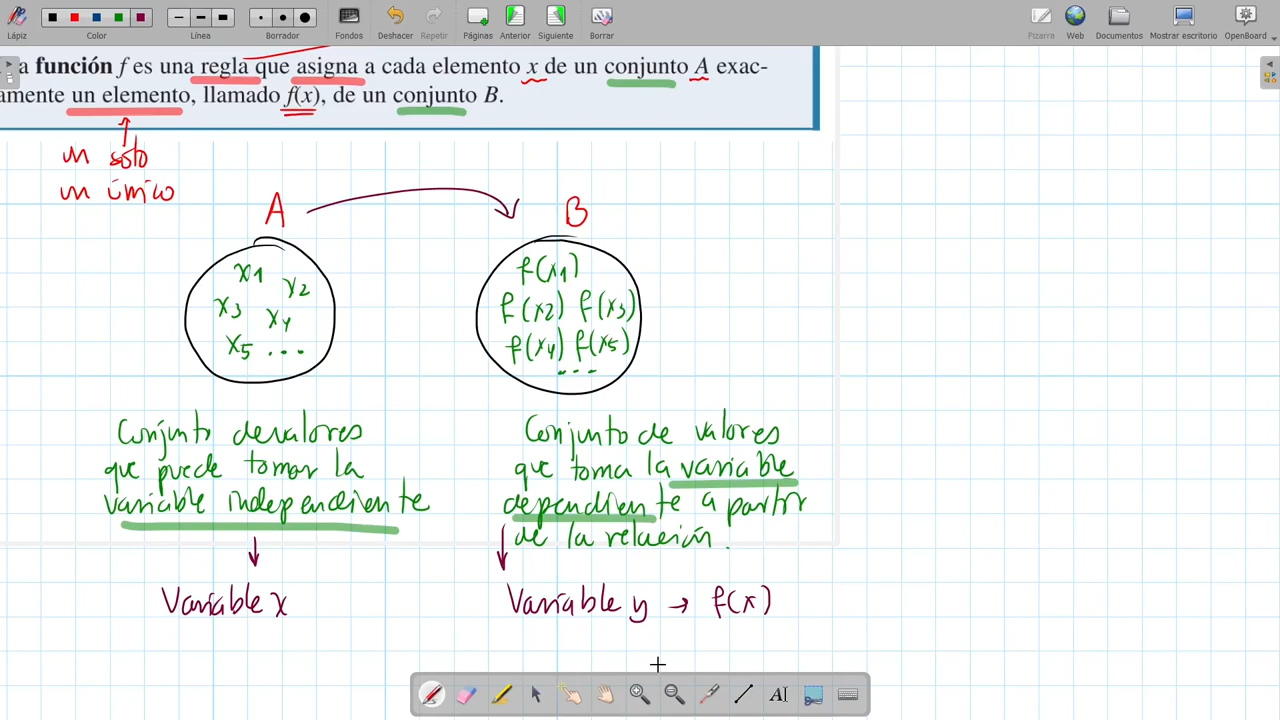 Lápiz Color Línea Borrador Fondos Deshacer Repetir Páginas Anterior Siguiente Borrar Pizarra Web Documentos Mostrar escritorio OpenBoard
a función f es una regla que asigna a cada elemento x de un conjunto A exac-
amente un elemento, llamado f(x), de un conjunto B.
un solo
un único
A B
x1 x2
x3 x4
x5 ...
f(x1)
f(x2) f(x3)
f(x4) f(x5)
...
Conjunto de valores
que puede tomar la
variable independiente
Conjunto de valores
que toma la variable
dependiente a partir
de la relación.
Variable x
Variable y → f(x)
AI